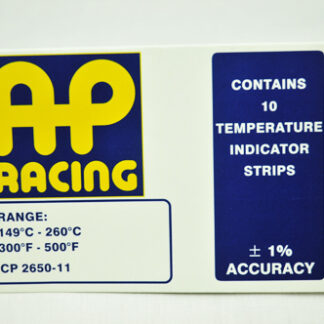 AP
RACING
RANGE:
149°C - 260°C
300°F - 500°F
CP 2650-11
CONTAINS
10
TEMPERATURE
INDICATOR
STRIPS
± 1%
ACCURACY